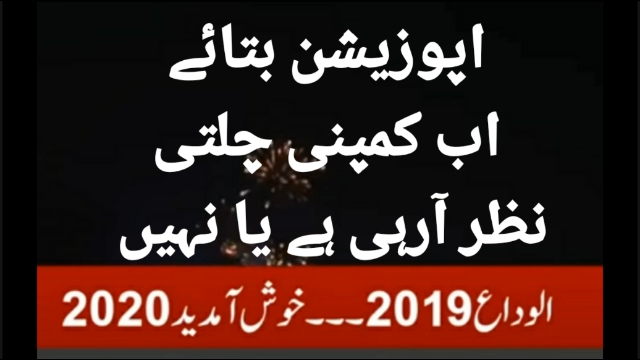 اپوزیشن بتائے
اب کمپنی چلتی
نظر آرہی ہے یا نہیں
الوداع 2019۔۔۔خوش آمدید 2020